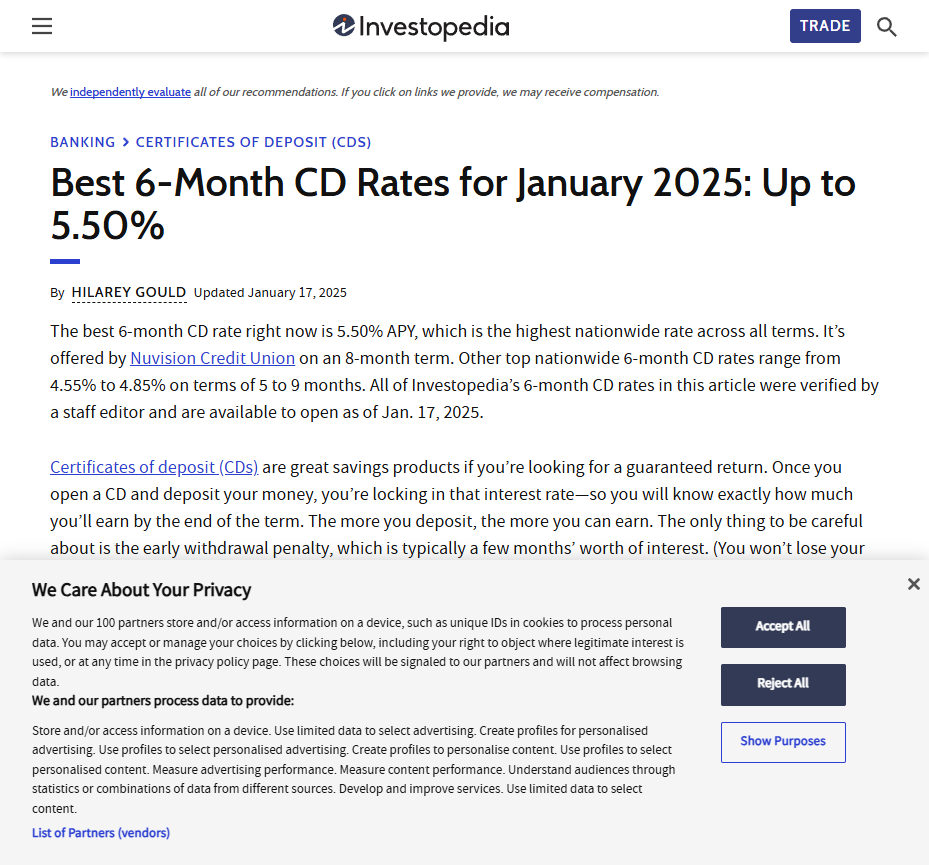 Investopedia
TRADE
We independently evaluate all of our recommendations. If you click on links we provide, we may receive compensation.
BANKING > CERTIFICATES OF DEPOSIT (CDS)
Best 6-Month CD Rates for January 2025: Up to
5.50%
By HILAREY GOULD Updated January 17, 2025
The best 6-month CD rate right now is 5.50% APY, which is the highest nationwide rate across all terms. It’s
offered by Nuvision Credit Union on an 8-month term. Other top nationwide 6-month CD rates range from
4.55% to 4.85% on terms of 5 to 9 months. All of Investopedia’s 6-month CD rates in this article were verified by
a staff editor and are available to open as of Jan. 17, 2025.
Certificates of deposit (CDs) are great savings products if you’re looking for a guaranteed return. Once you
open a CD and deposit your money, you’re locking in that interest rate—so you will know exactly how much
you’ll earn by the end of the term. The more you deposit, the more you can earn. The only thing to be careful
about is the early withdrawal penalty, which is typically a few months’ worth of interest. (You won’t lose your
We Care About Your Privacy
We and our 100 partners store and/or access information on a device, such as unique IDs in cookies to process personal
data. You may accept or manage your choices by clicking below, including your right to object where legitimate interest is
used, or at any time in the privacy policy page. These choices will be signaled to our partners and will not affect browsing
data.
We and our partners process data to provide:
Store and/or access information on a device. Use limited data to select advertising. Create profiles for personalised
advertising. Use profiles to select personalised advertising. Create profiles to personalise content. Use profiles to select
personalised content. Measure advertising performance. Measure content performance. Understand audiences through
statistics or combinations of data from different sources. Develop and improve services. Use limited data to select
content.
List of Partners (vendors)
Accept All
Reject All
Show Purposes